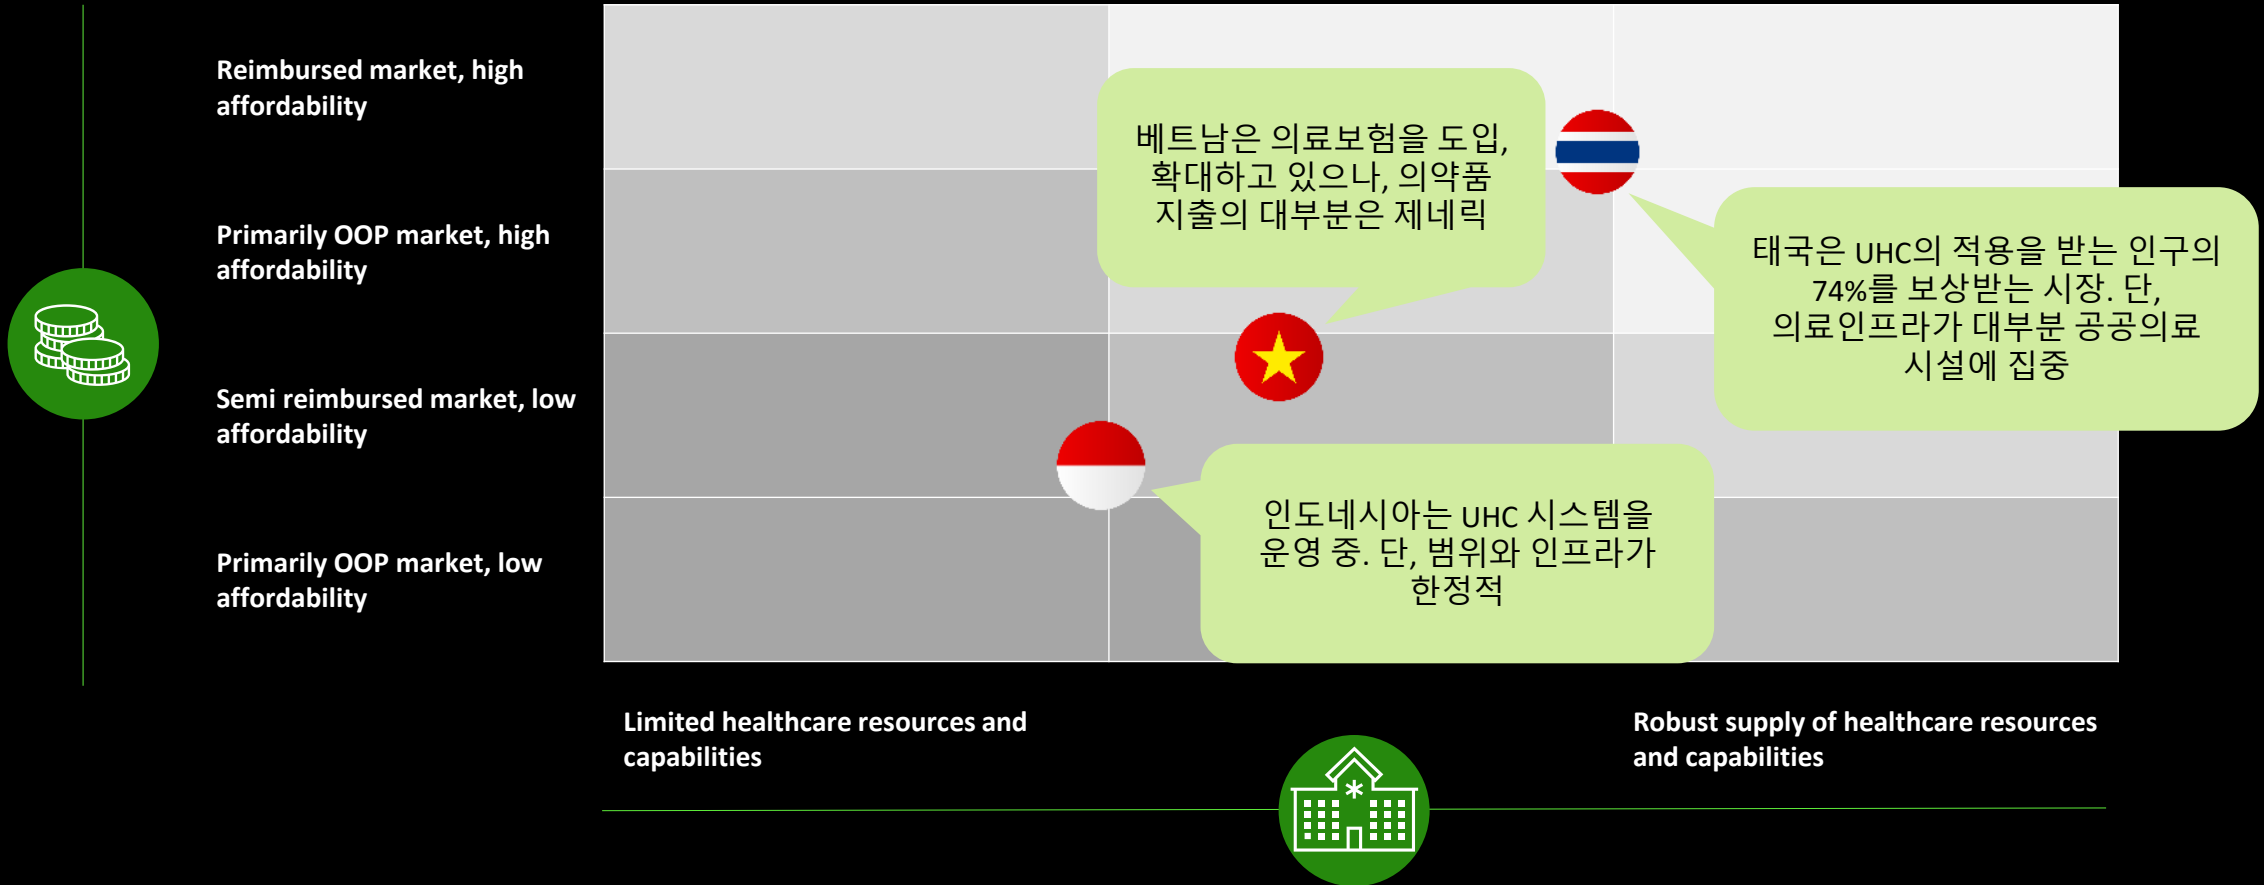 Reimbursed market, high
affordability
Primarily OOP market, high
affordability
Semi reimbursed market, low
affordability
Primarily OOP market, low
affordability
베트남은 의료보험을 도입,
확대하고 있으나, 의약품
지출의 대부분은 제네릭
태국은 UHC의 적용을 받는 인구의
74%를 보상받는 시장. 단,
의료인프라가 대부분 공공의료
시설에 집중
인도네시아는 UHC 시스템을
운영 중. 단, 범위와 인프라가
한정적
Limited healthcare resources and
capabilities
Robust supply of healthcare resources
and capabilities